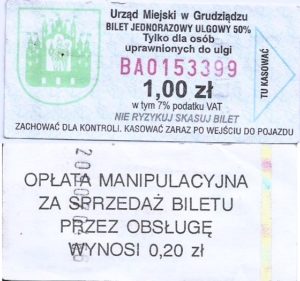 Urząd Miejski w Grudziądzu
BILET JEDNORAZOWY ULGOWY 50%
Tylko dla osób
uprawnionych do ulgi
BA0153399
1,00 zł
w tym 7% podatku VAT
NIE RYZYKUJ SKASUJ BILET
TU KASOWAĆ
ZACHOWAĆ DLA KONTROLI. KASOWAĆ ZARAZ PO WEJŚCIU DO POJAZDU
OPŁATA MANIPULACYJNA
ZA SPRZEDAŻ BILETU
PRZEZ OBSŁUGĘ
WYNOSI 0,20 zł